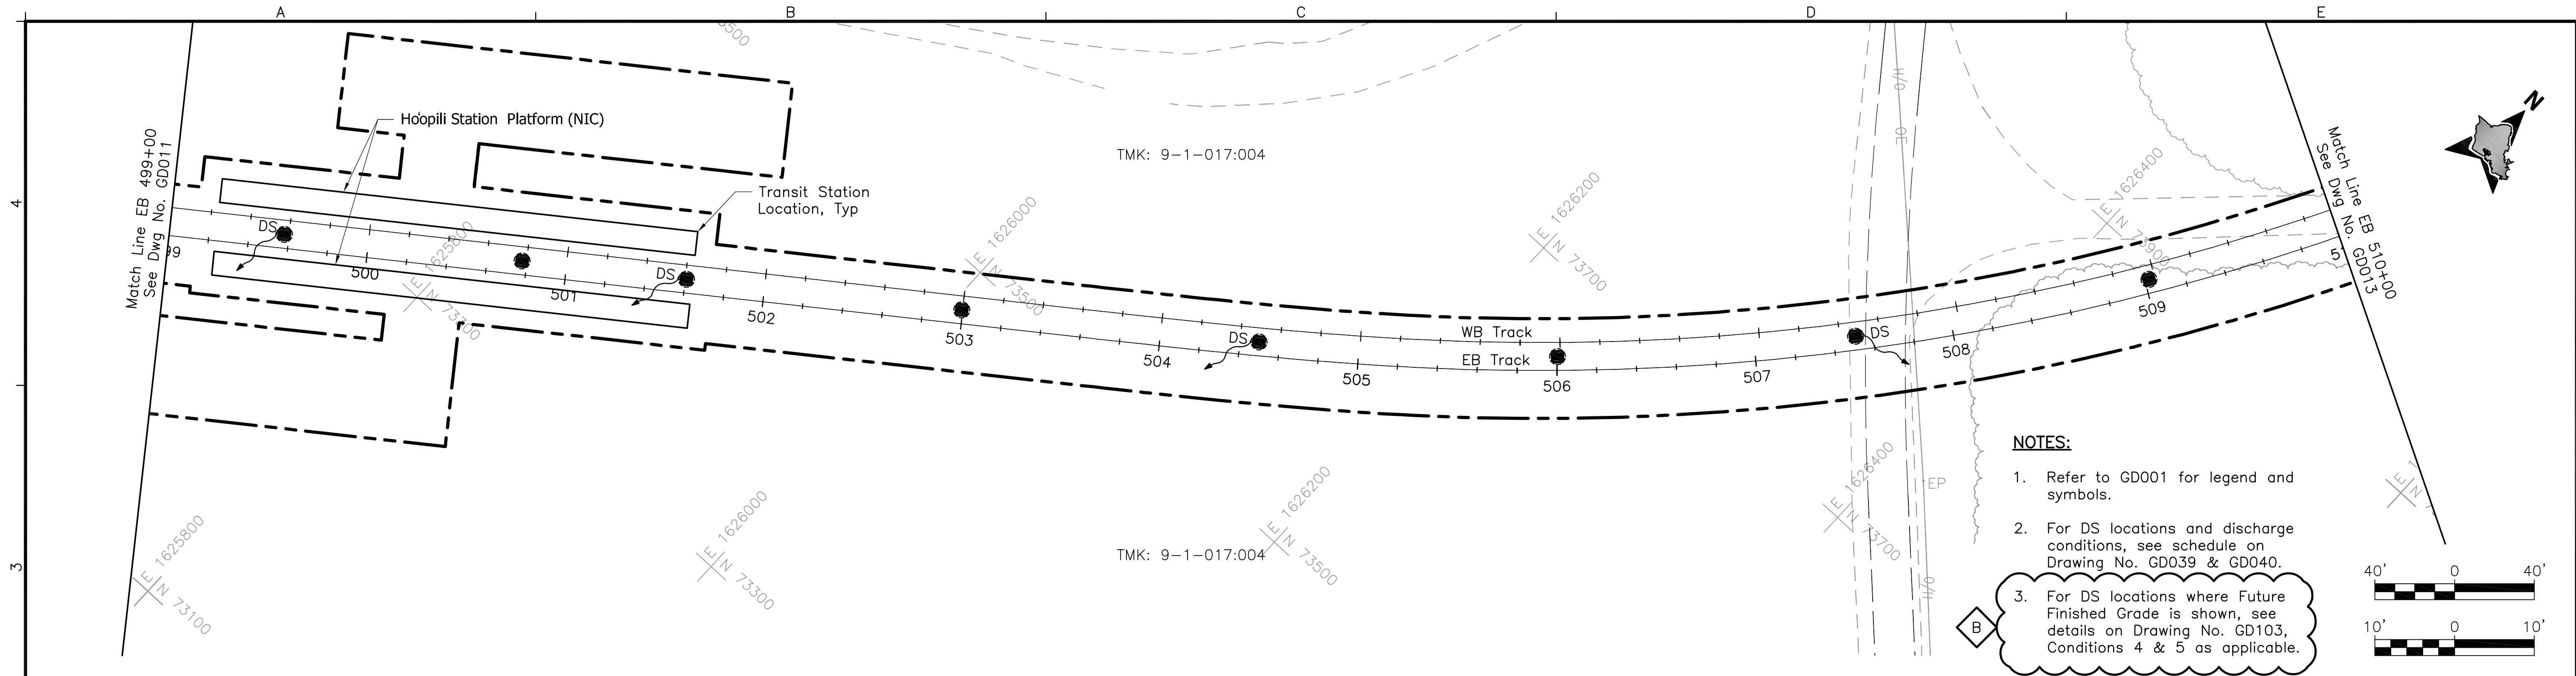 A
B
C
D
E
4
3
Match Line EB 499+00
See Dwg No. GD011
Hoʻopili Station Platform (NIC)
Transit Station
Location, Typ
TMK: 9-1-017:004
TMK: 9-1-017:004
DS
DS
DS
DS
500
501
502
503
504
505
506
507
508
509
WB Track
EB Track
E 1625800
N 73300
E 1626000
N 73500
E 1626200
N 73700
E 1626400
N 73900
E 1625800
N 73100
E 1626000
N 73300
E 1626200
N 73500
E 1626400
N 73700
E 1
N
H/O
OE
EP
H/O
Match Line EB 510+00
See Dwg No. GD013
N
NOTES:
1. Refer to GD001 for legend and
symbols.
2. For DS locations and discharge
conditions, see schedule on
Drawing No. GD039 & GD040.
3. For DS locations where Future
Finished Grade is shown, see
details on Drawing No. GD103,
Conditions 4 & 5 as applicable.
B
40' 0 40'
10' 0 10'